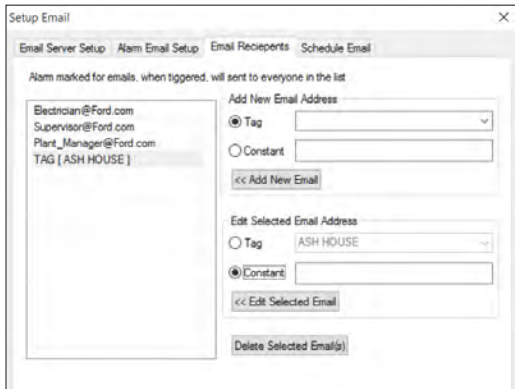 Setup Email
Email Server Setup Alarm Email Setup Email Reciepents Schedule Email
Alarm marked for emails, when tiggered, will sent to everyone in the list
Electrician@Ford.com
Supervisor@Ford.com
Plant_Manager@Ford.com
TAG [ ASH HOUSE ]
Add New Email Address
Tag
Constant
<< Add New Email
Edit Selected Email Address
Tag ASH HOUSE
Constant
<< Edit Selected Email
Delete Selected Email(s)